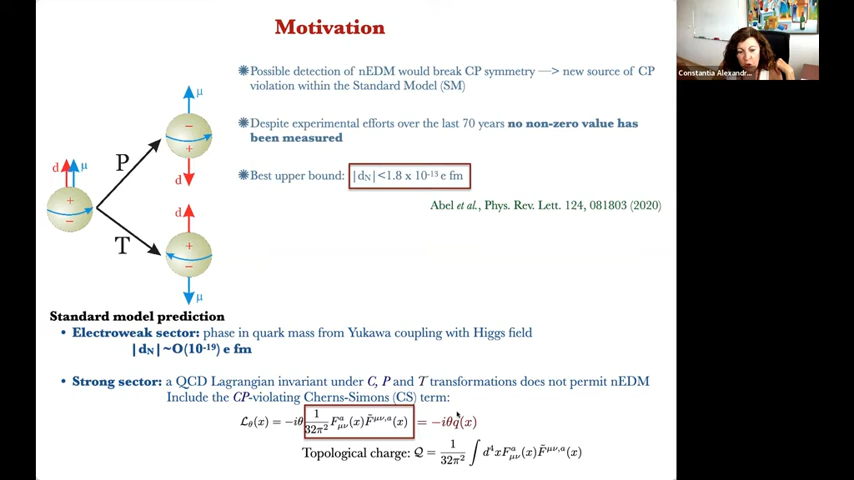 Motivation
Constantia Alexandr...
✺Possible detection of nEDM would break CP symmetry —> new source of CP
violation within the Standard Model (SM)
✺Despite experimental efforts over the last 70 years no non-zero value has
been measured
✺Best upper bound: |dN|<1.8 x 10⁻¹³ e fm
Abel et al., Phys. Rev. Lett. 124, 081803 (2020)
μ
−
+
d
P
d μ
+
−
T
d
+
−
μ
Standard model prediction
• Electroweak sector: phase in quark mass from Yukawa coupling with Higgs field
|dN|~O(10⁻¹⁹) e fm
• Strong sector: a QCD Lagrangian invariant under C, P and T transformations does not permit nEDM
Include the CP-violating Cherns-Simons (CS) term:
ℒθ(x) = −iθ 1/32π² Fᵃμν(x)F̃^μν,a(x) = −iθq(x)
Topological charge: Q = 1/32π² ∫ d⁴x Fᵃμν(x)F̃^μν,a(x)